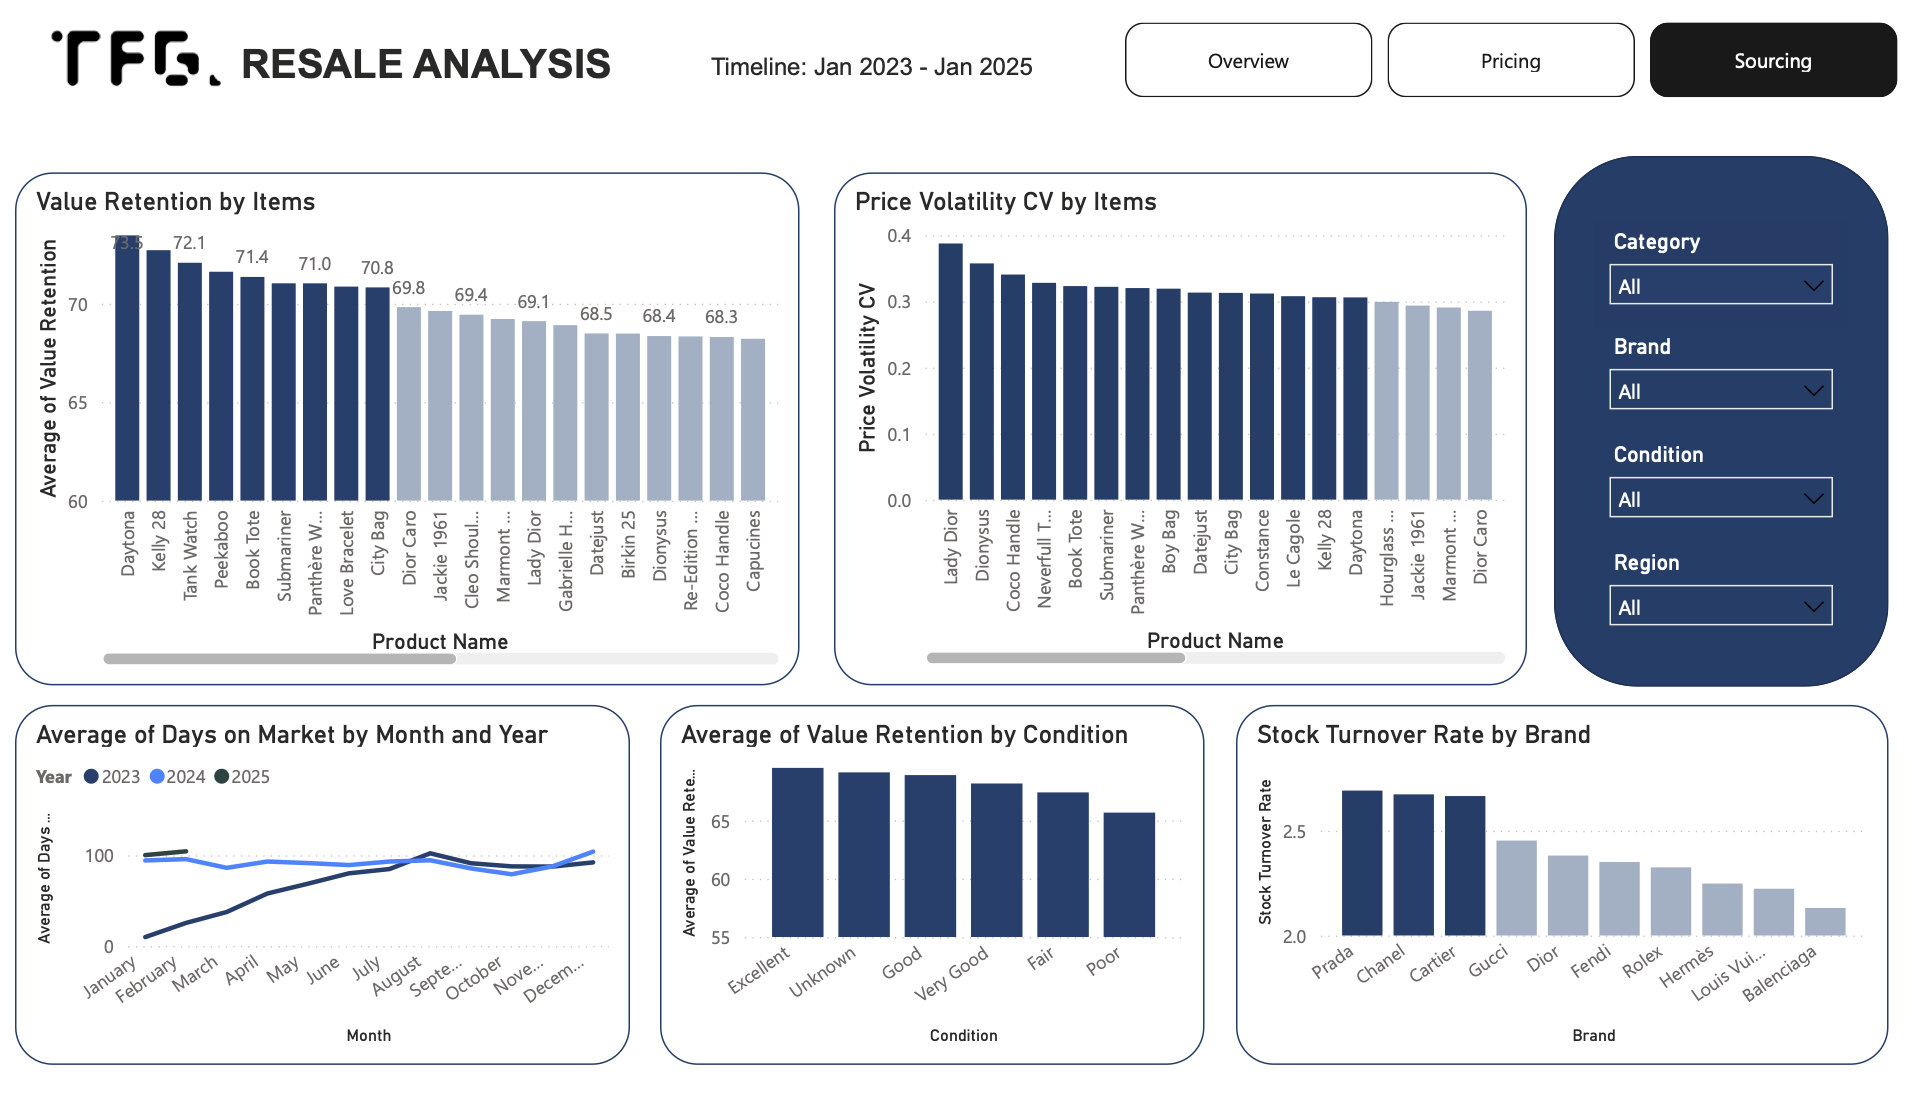 TFG. RESALE ANALYSIS
Timeline: Jan 2023 - Jan 2025
Overview
Pricing
Sourcing
Value Retention by Items
Average of Value Retention
73.5
72.1
71.4
71.0
70.8
69.8
69.4
69.1
68.5
68.4
68.3
70
65
60
Daytona
Kelly 28
Tank Watch
Peekaboo
Book Tote
Submariner
Panthère W...
Love Bracelet
City Bag
Dior Caro
Jackie 1961
Cleo Shoul...
Marmont ...
Lady Dior
Gabrielle H...
Datejust
Birkin 25
Dionysus
Re-Edition ...
Coco Handle
Capucines
Product Name
Price Volatility CV by Items
Price Volatility CV
0.4
0.3
0.2
0.1
0.0
Lady Dior
Dionysus
Coco Handle
Neverfull T...
Book Tote
Submariner
Panthère W...
Boy Bag
Datejust
City Bag
Constance
Le Cagole
Kelly 28
Daytona
Hourglass ...
Jackie 1961
Marmont ...
Dior Caro
Product Name
Category
All
Brand
All
Condition
All
Region
All
Average of Days on Market by Month and Year
Year 2023 2024 2025
Average of Days ...
100
0
January
February
March
April
May
June
July
August
Septe...
October
Nove...
Decem...
Month
Average of Value Retention by Condition
Average of Value Rete...
65
60
55
Excellent
Unknown
Good
Very Good
Fair
Poor
Condition
Stock Turnover Rate by Brand
Stock Turnover Rate
2.5
2.0
Prada
Chanel
Cartier
Gucci
Dior
Fendi
Rolex
Hermès
Louis Vui...
Balenciaga
Brand